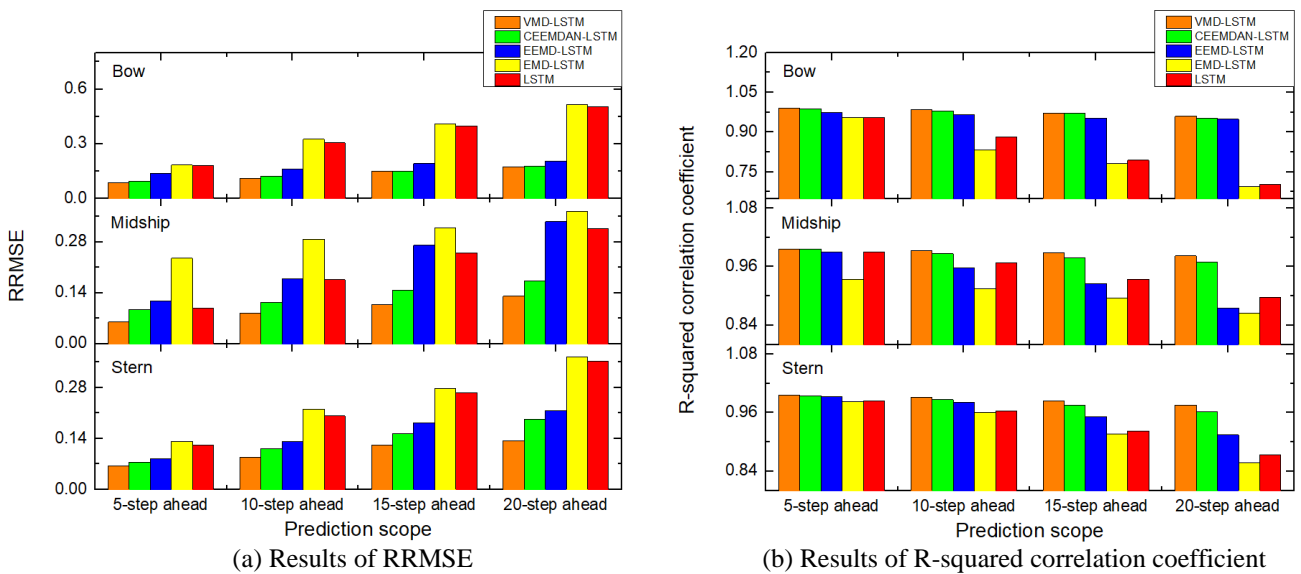 VMD-LSTM
CEEMDAN-LSTM
EEMD-LSTM
EMD-LSTM
LSTM
Bow
0.6
0.3
0.0
Midship
0.28
0.14
0.00
Stern
0.28
0.14
0.00
RRMSE
5-step ahead 10-step ahead 15-step ahead 20-step ahead
Prediction scope
(a) Results of RRMSE
VMD-LSTM
CEEMDAN-LSTM
EEMD-LSTM
EMD-LSTM
LSTM
1.20
Bow
1.05
0.90
0.75
1.08
Midship
0.96
0.84
1.08
Stern
0.96
0.84
R-squared correlation coefficient
5-step ahead 10-step ahead 15-step ahead 20-step ahead
Prediction scope
(b) Results of R-squared correlation coefficient